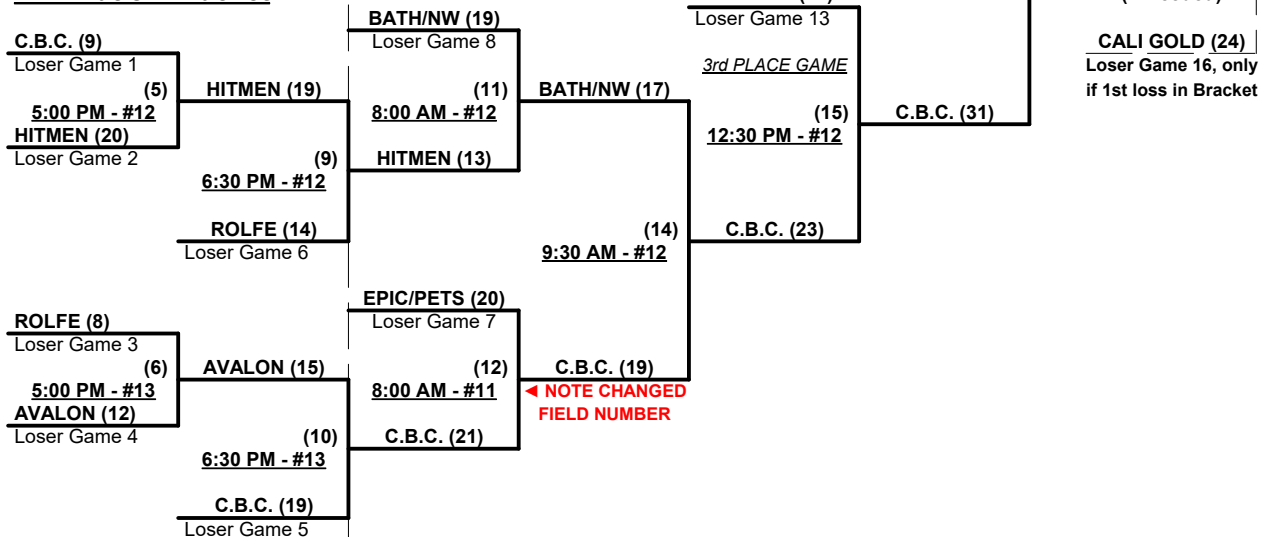 BATH/NW (19)
Loser Game 8
Loser Game 13
C.B.C. (9)
Loser Game 1
(5)
5:00 PM - #12
HITMEN (20)
Loser Game 2
HITMEN (19)
(9)
6:30 PM - #12
ROLFE (14)
Loser Game 6
(11)
8:00 AM - #12
HITMEN (13)
BATH/NW (17)
3rd PLACE GAME
(15)
12:30 PM - #12
C.B.C. (31)
CALI GOLD (24)
Loser Game 16, only
if 1st loss in Bracket
(14)
9:30 AM - #12
C.B.C. (23)
EPIC/PETS (20)
Loser Game 7
ROLFE (8)
Loser Game 3
(6)
5:00 PM - #13
AVALON (12)
Loser Game 4
AVALON (15)
(10)
6:30 PM - #13
C.B.C. (19)
Loser Game 5
(12)
8:00 AM - #11
C.B.C. (21)
C.B.C. (19)
◄ NOTE CHANGED
FIELD NUMBER